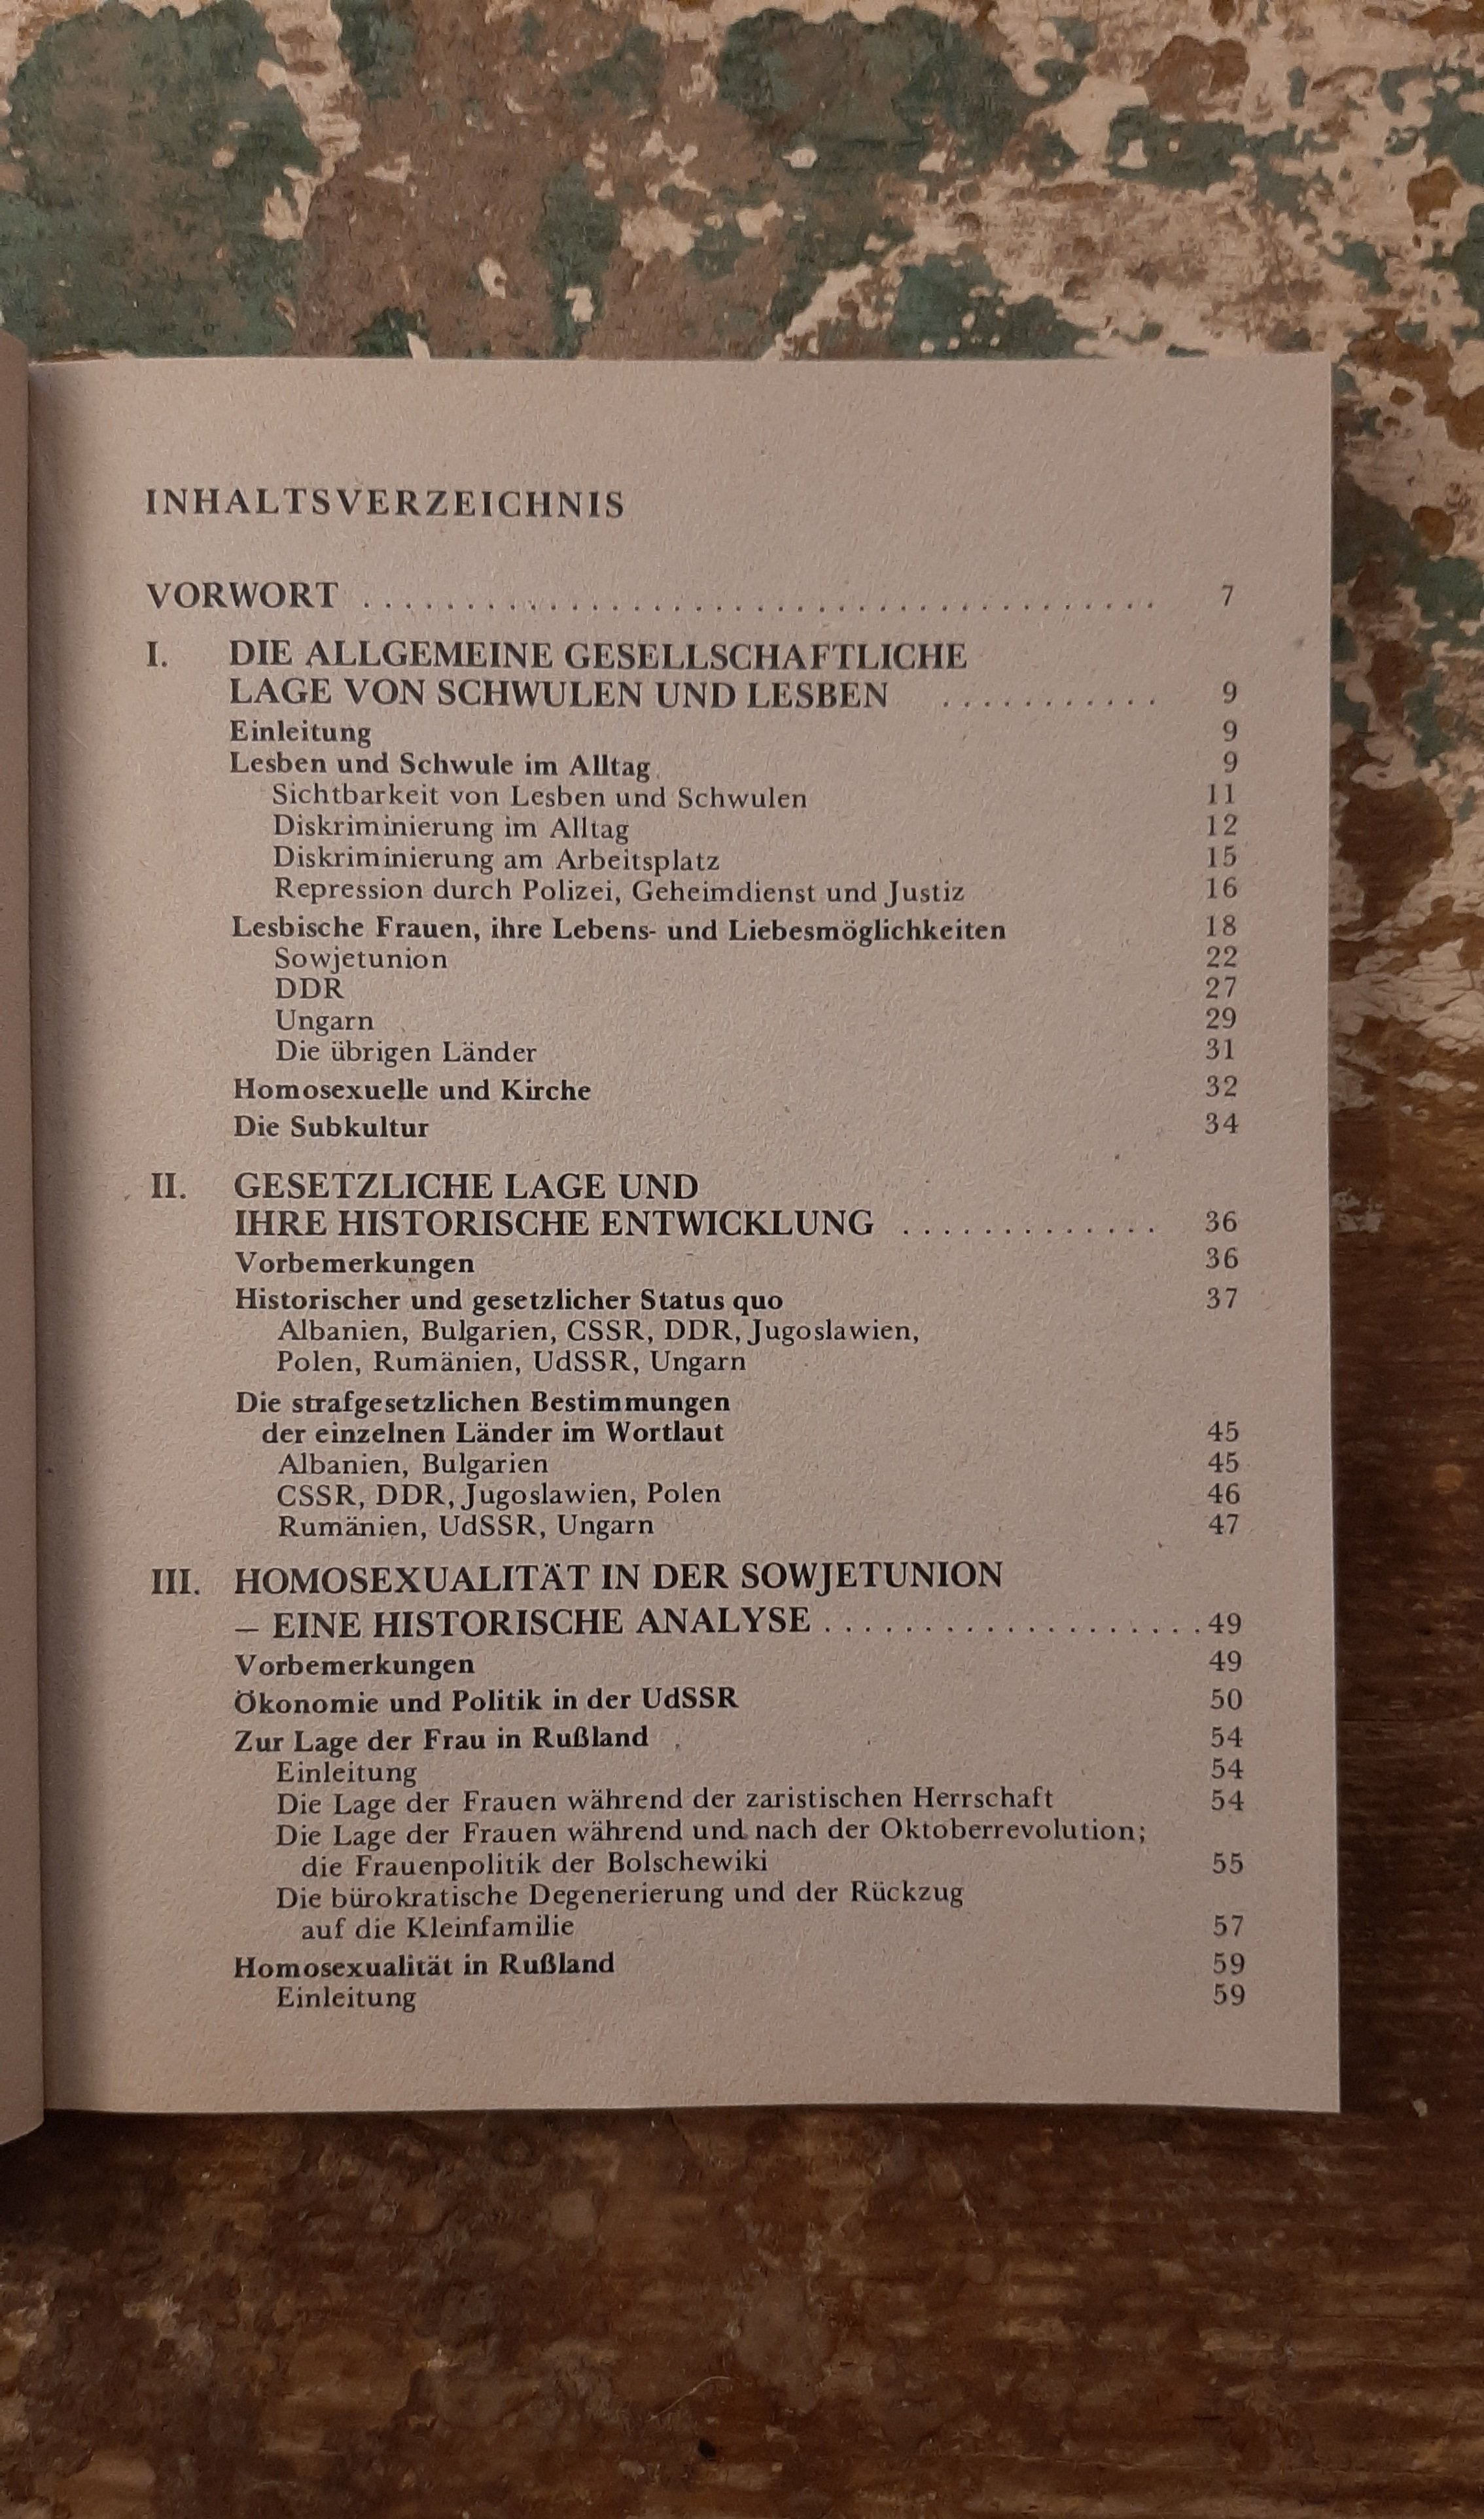 INHALTSVERZEICHNIS
VORWORT . . . . . . . . . . . . . . . . . . . . . . . . . . . . . . . . . . . . . . . 7
I. DIE ALLGEMEINE GESELLSCHAFTLICHE
LAGE VON SCHWULEN UND LESBEN . . . . . . . . . . . 9
Einleitung 9
Lesben und Schwule im Alltag 9
Sichtbarkeit von Lesben und Schwulen 11
Diskriminierung im Alltag 12
Diskriminierung am Arbeitsplatz 15
Repression durch Polizei, Geheimdienst und Justiz 16
Lesbische Frauen, ihre Lebens- und Liebesmöglichkeiten 18
Sowjetunion 22
DDR 27
Ungarn 29
Die übrigen Länder 31
Homosexuelle und Kirche 32
Die Subkultur 34
II. GESETZLICHE LAGE UND
IHRE HISTORISCHE ENTWICKLUNG . . . . . . . . . . . . . 36
Vorbemerkungen 36
Historischer und gesetzlicher Status quo 37
Albanien, Bulgarien, CSSR, DDR, Jugoslawien,
Polen, Rumänien, UdSSR, Ungarn
Die strafgesetzlichen Bestimmungen
der einzelnen Länder im Wortlaut 45
Albanien, Bulgarien 45
CSSR, DDR, Jugoslawien, Polen 46
Rumänien, UdSSR, Ungarn 47
III. HOMOSEXUALITÄT IN DER SOWJETUNION
– EINE HISTORISCHE ANALYSE . . . . . . . . . . . . . . . . . . . 49
Vorbemerkungen 49
Ökonomie und Politik in der UdSSR 50
Zur Lage der Frau in Rußland 54
Einleitung 54
Die Lage der Frauen während der zaristischen Herrschaft 54
Die Lage der Frauen während und nach der Oktoberrevolution;
die Frauenpolitik der Bolschewiki 55
Die bürokratische Degenerierung und der Rückzug
auf die Kleinfamilie 57
Homosexualität in Rußland 59
Einleitung 59